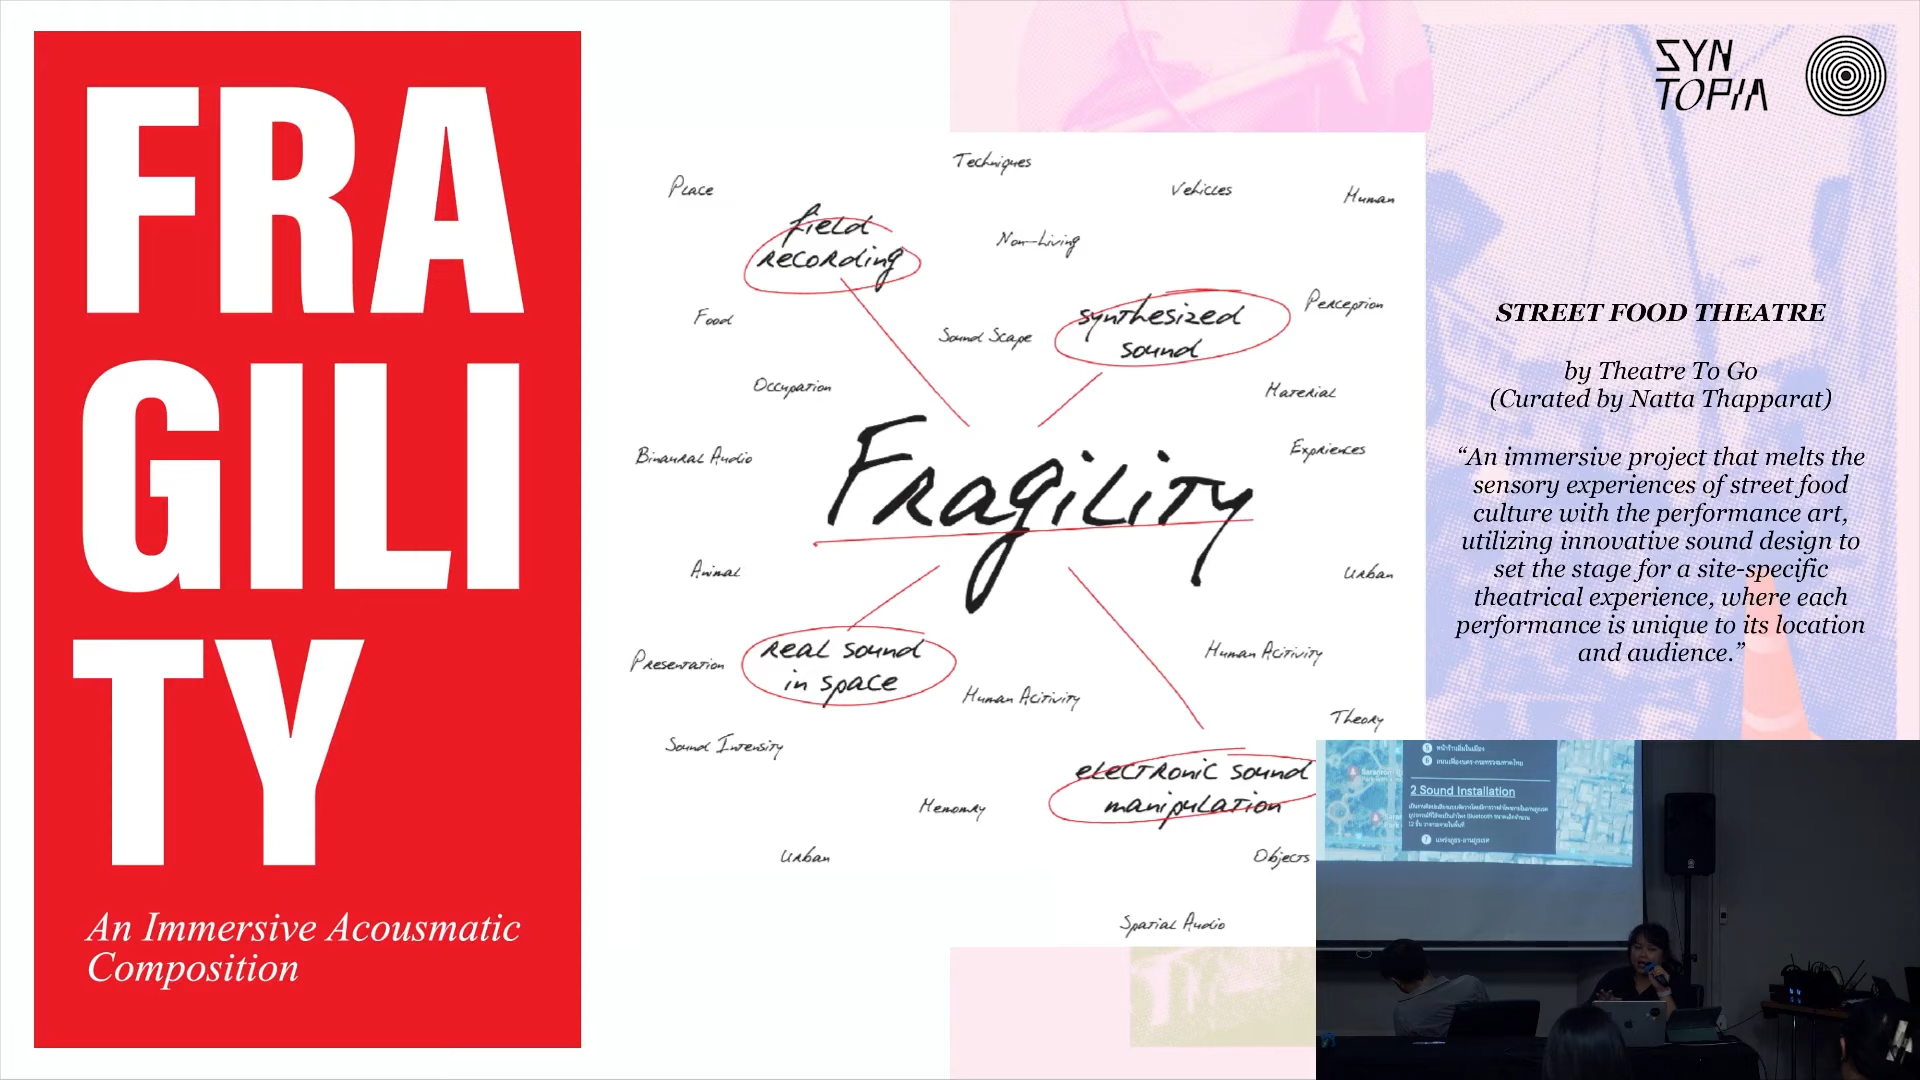 FRA
GILI
TY
An Immersive Acousmatic
Composition
Techniques
Place
Vehicles
Human
field
recording
Non-Living
Food
Sound Scape
synthesized
sound
Perception
Occupation
Material
Binaural Audio
Expriences
Fragility
Animal
Urban
Presentation
real sound
in space
Human Acitivity
Human Acitivity
Theory
Sound Intensity
electronic sound
manipulation
Memomry
Urban
Objects
Spatial Audio
SYN
TOPIA
STREET FOOD THEATRE
by Theatre To Go
(Curated by Natta Thapparat)
“An immersive project that melts the
sensory experiences of street food
culture with the performance art,
utilizing innovative sound design to
set the stage for a site-specific
theatrical experience, where each
performance is unique to its location
and audience.”
2 Sound Installation